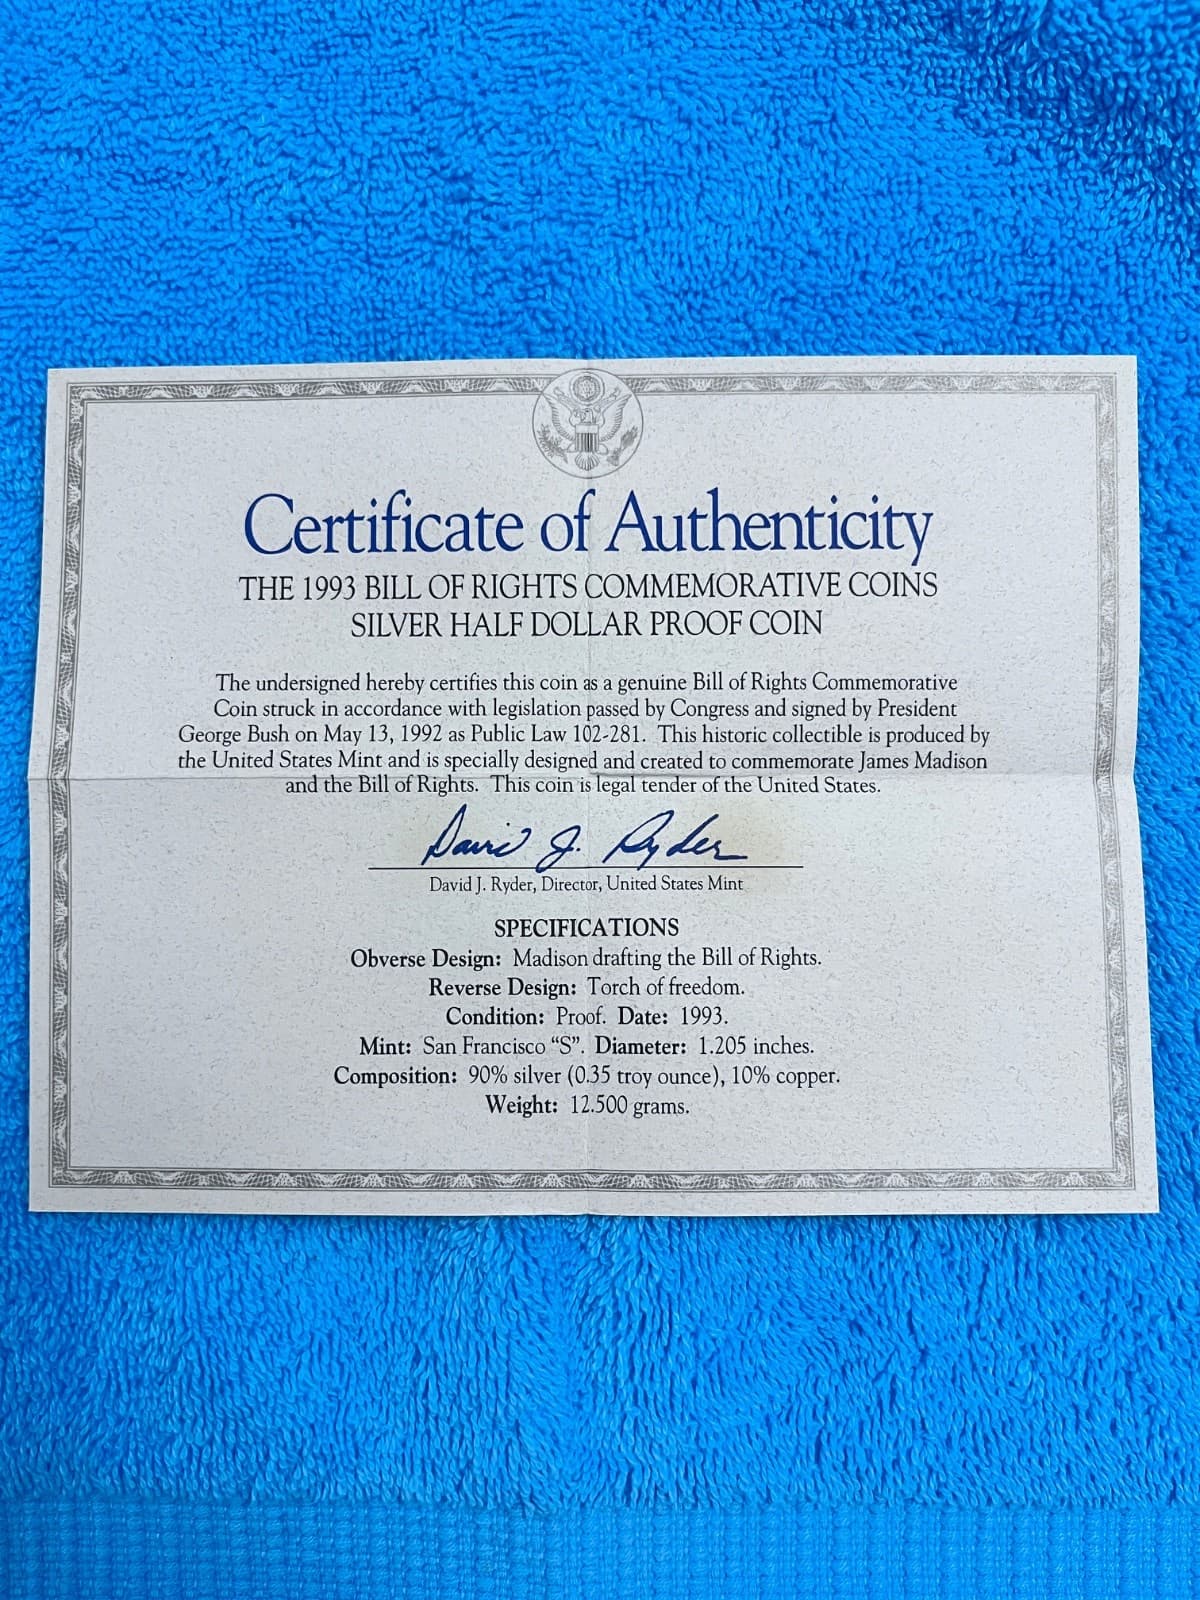 Certificate of Authenticity
THE 1993 BILL OF RIGHTS COMMEMORATIVE COINS
SILVER HALF DOLLAR PROOF COIN
The undersigned hereby certifies this coin as a genuine Bill of Rights Commemorative
Coin struck in accordance with legislation passed by Congress and signed by President
George Bush on May 13, 1992 as Public Law 102-281. This historic collectible is produced by
the United States Mint and is specially designed and created to commemorate James Madison
and the Bill of Rights. This coin is legal tender of the United States.
David J. Ryder
David J. Ryder, Director, United States Mint
SPECIFICATIONS
Obverse Design: Madison drafting the Bill of Rights.
Reverse Design: Torch of freedom.
Condition: Proof. Date: 1993.
Mint: San Francisco “S”. Diameter: 1.205 inches.
Composition: 90% silver (0.35 troy ounce), 10% copper.
Weight: 12.500 grams.